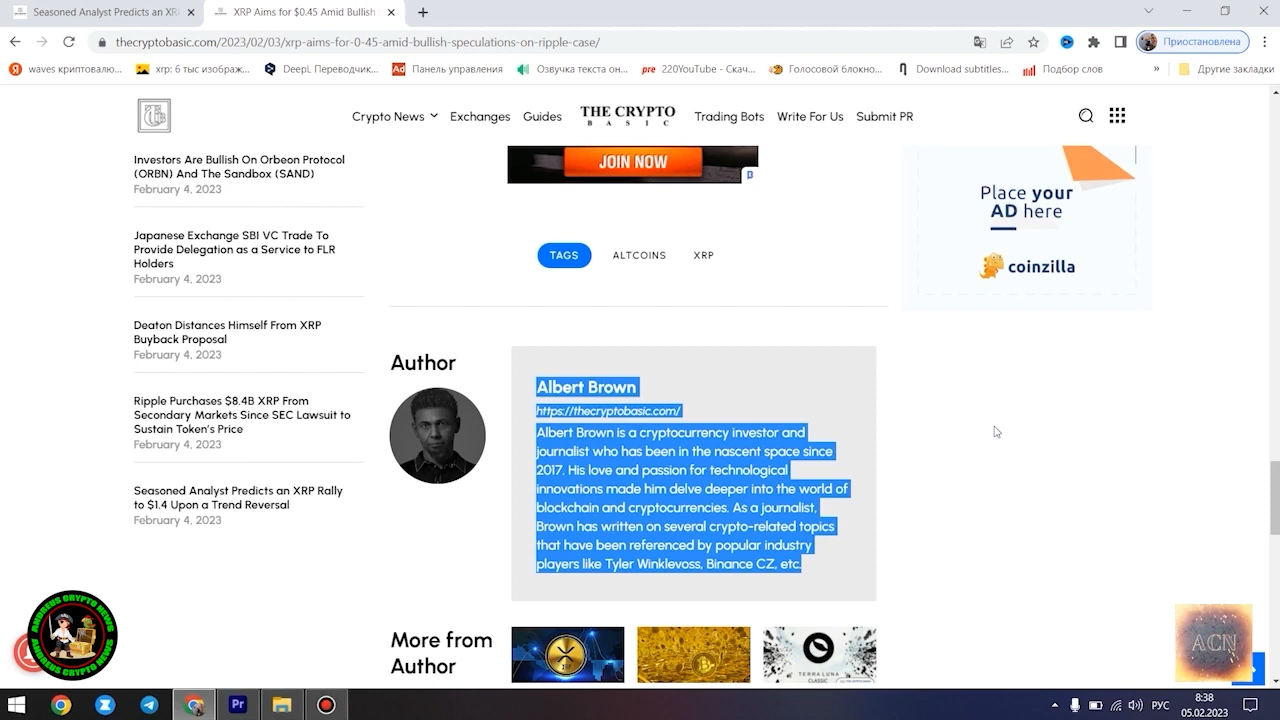 Seasoned Analyst Predicts an XR
XRP Aims for $0.45 Amid Bullish
thecryptobasic.com/2023/02/03/xrp-aims-for-0-45-amid-bullish-speculations-on-ripple-case/
Приостановлена
waves криптовалю...
xrp: 6 тыс изображ...
DeepL Переводчик...
Панель управления
Озвучка текста он...
220YouTube - Скач...
Голосовой блокно...
Download subtitles...
Подбор слов
»
Другие закладки
Crypto News
Exchanges
Guides
THE CRYPTO
BASIC
Trading Bots
Write For Us
Submit PR
Investors Are Bullish On Orbeon Protocol
(ORBN) And The Sandbox (SAND)
February 4, 2023
Japanese Exchange SBI VC Trade To
Provide Delegation as a Service to FLR
Holders
February 4, 2023
Deaton Distances Himself From XRP
Buyback Proposal
February 4, 2023
Ripple Purchases $8.4B XRP From
Secondary Markets Since SEC Lawsuit to
Sustain Token's Price
February 4, 2023
Seasoned Analyst Predicts an XRP Rally
to $1.4 Upon a Trend Reversal
February 4, 2023
JOIN NOW
TAGS
ALTCOINS
XRP
Place your
AD here
coinzilla
Author
Albert Brown
https://thecryptobasic.com/
Albert Brown is a cryptocurrency investor and
journalist who has been in the nascent space since
2017. His love and passion for technological
innovations made him delve deeper into the world of
blockchain and cryptocurrencies. As a journalist,
Brown has written on several crypto-related topics
that have been referenced by popular industry
players like Tyler Winklevoss, Binance CZ, etc.
More from
Author
TERRA LUNA
CLASSIC
ANDREUS CRYPTO NEWS
ANDREUS CRYPTO NEWS
ACN
РУС
8:38
05.02.2023